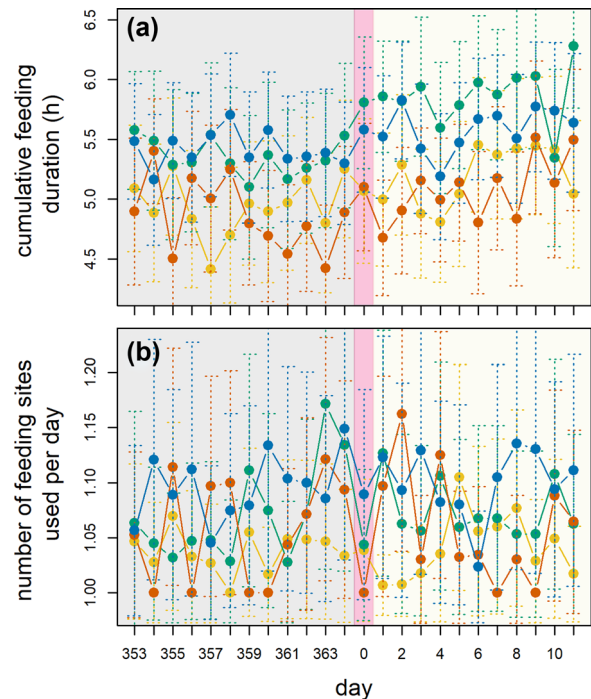 (a)
cumulative feeding
duration (h)
6.5
6.0
5.5
5.0
4.5
(b)
number of feeding sites
used per day
1.20
1.15
1.10
1.05
1.00
353 355 357 359 361 363 0 2 4 6 8 10
day